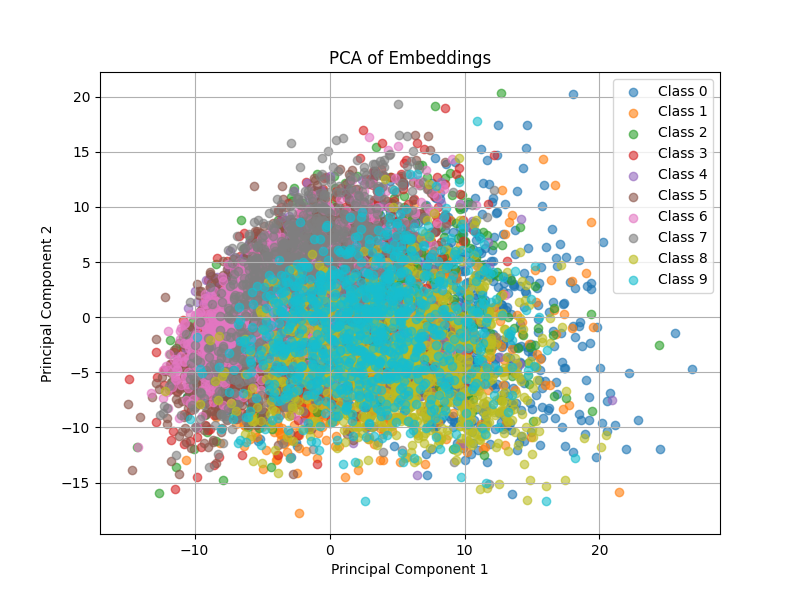 PCA of Embeddings
Class 0
Class 1
Class 2
Class 3
Class 4
Class 5
Class 6
Class 7
Class 8
Class 9
Principal Component 2
20
15
10
5
0
−5
−10
−15
−10 0 10 20
Principal Component 1